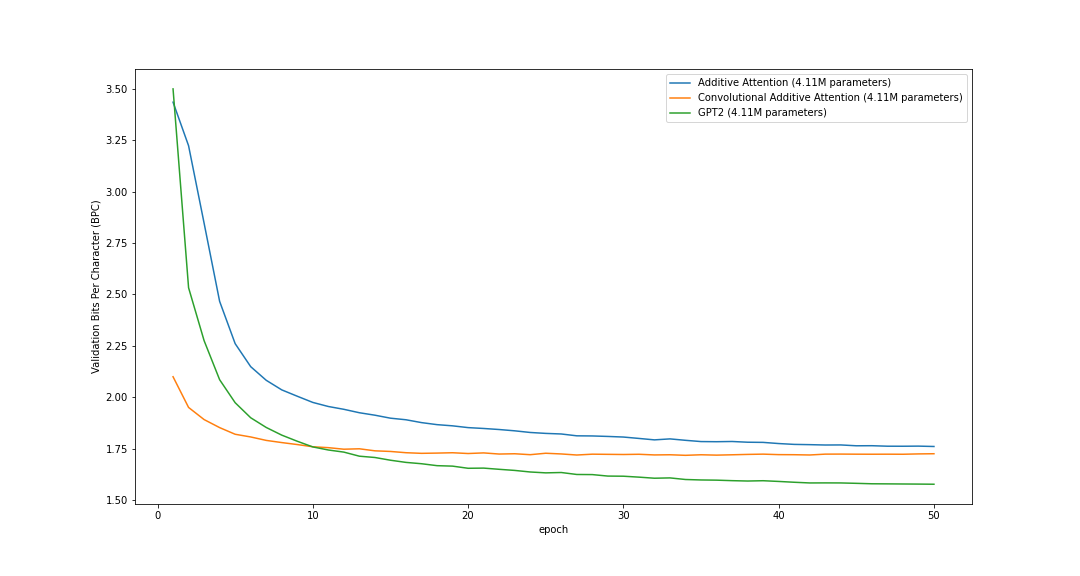 Additive Attention (4.11M parameters)
Convolutional Additive Attention (4.11M parameters)
GPT2 (4.11M parameters)
Validation Bits Per Character (BPC)
3.50
3.25
3.00
2.75
2.50
2.25
2.00
1.75
1.50
0 10 20 30 40 50
epoch